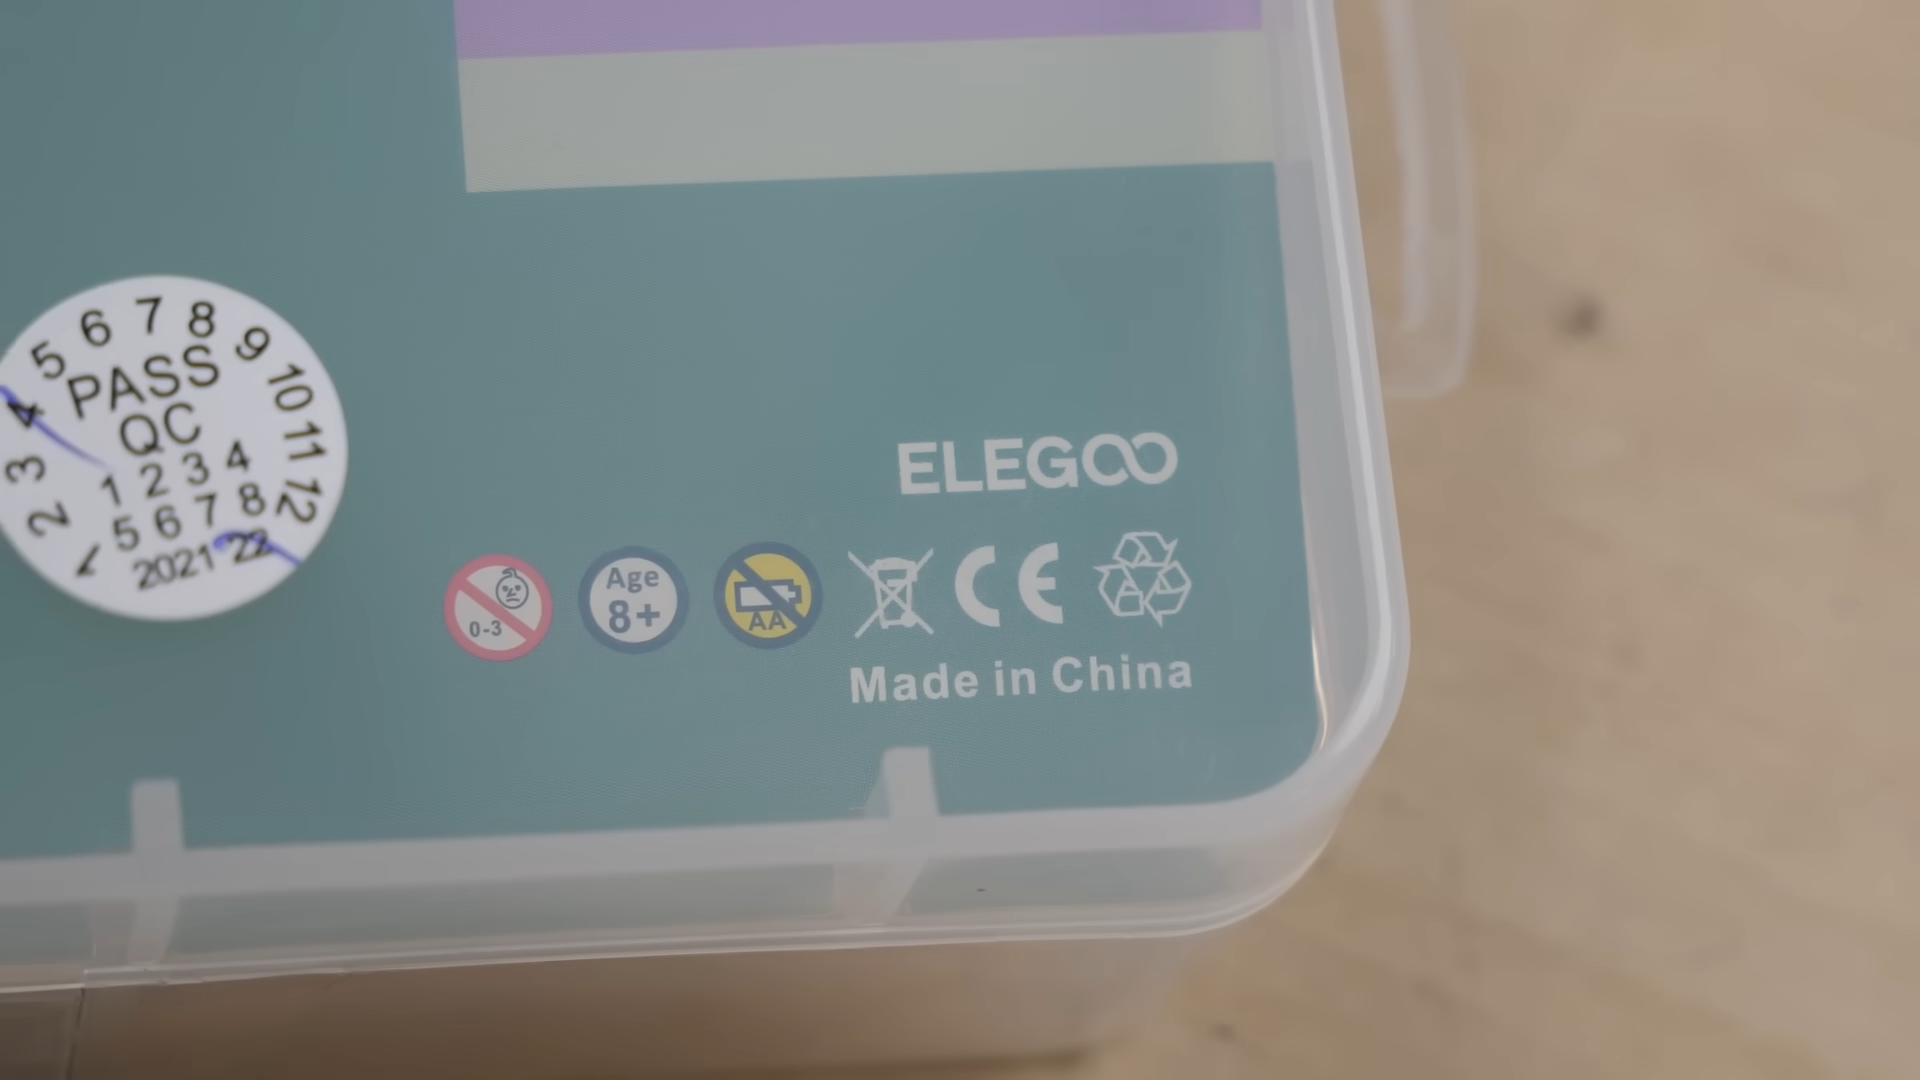 5 6 7 8 9 10 11 12
4 3 2 1
PASS
QC
1 2 3 4
5 6 7 8
2021 22
ELEGOO
0-3
Age
8+
AA
CE
Made in China